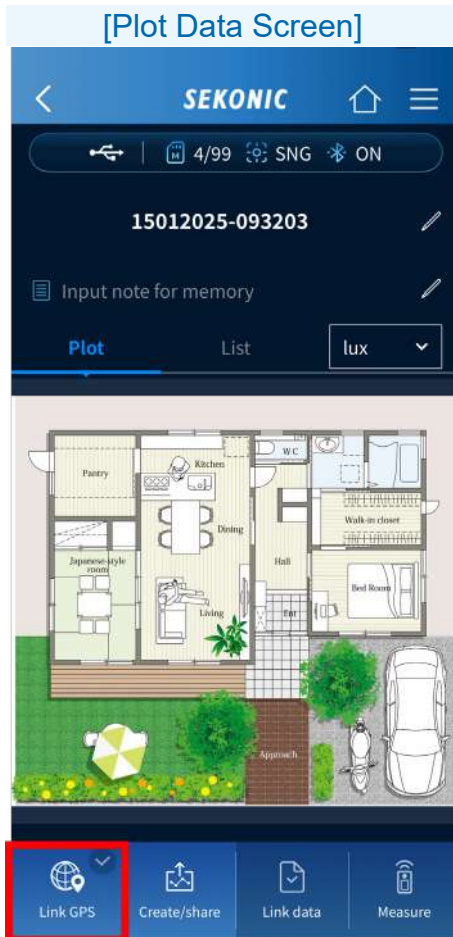 [Plot Data Screen]
SEKONIC
M 4/99 SNG ON
15012025-093203
Input note for memory
Plot List lux
Pantry
Kitchen
WC
Walk-in closet
Dining
Japanese-style
room
Hall
Bed Room
Living
Ent
Approach
Link GPS Create/share Link data Measure